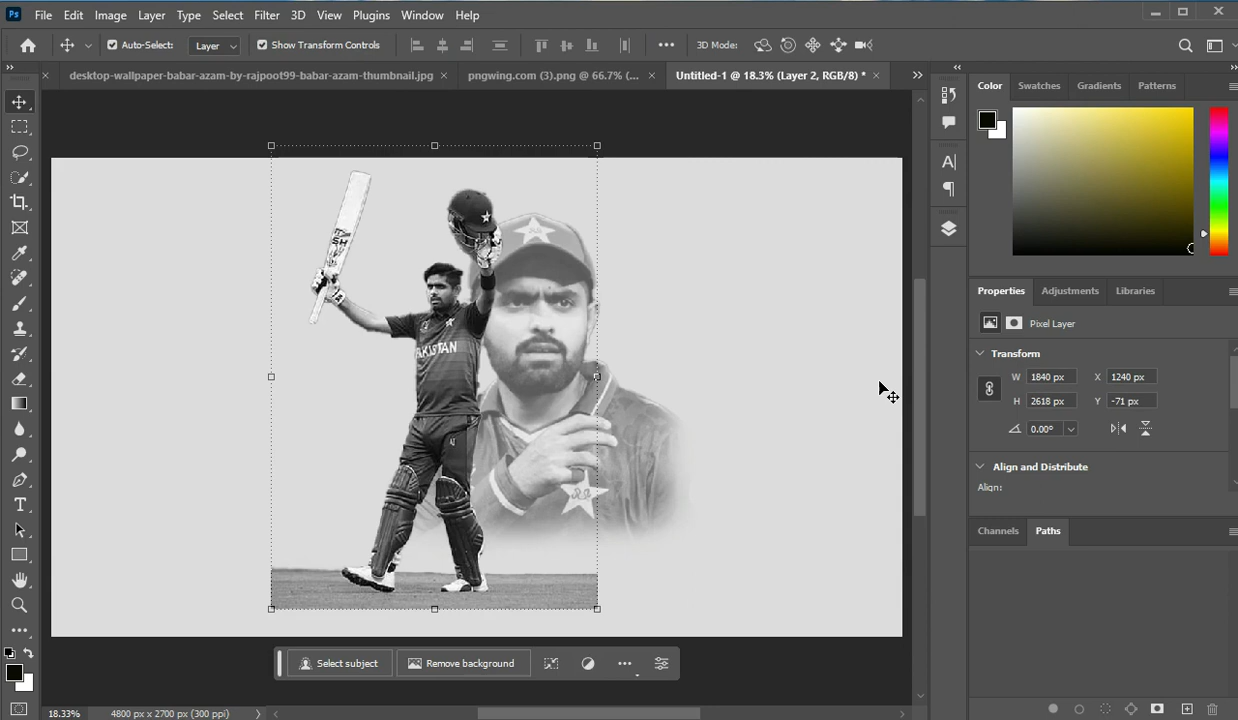 Ps File Edit Image Layer Type Select Filter 3D View Plugins Window Help
Auto-Select: Layer Show Transform Controls 3D Mode:
desktop-wallpaper-babar-azam-by-rajpoot99-babar-azam-thumbnail.jpg pngwing.com (3).png @ 66.7% (... Untitled-1 @ 18.3% (Layer 2, RGB/8) *
Color Swatches Gradients Patterns
SH
PAKISTAN
Properties Adjustments Libraries
Pixel Layer
Transform
W 1840 px X 1240 px
H 2618 px Y -71 px
0.00°
Align and Distribute
Align:
Channels Paths
Select subject Remove background
18.33% 4800 px x 2700 px (300 ppi)